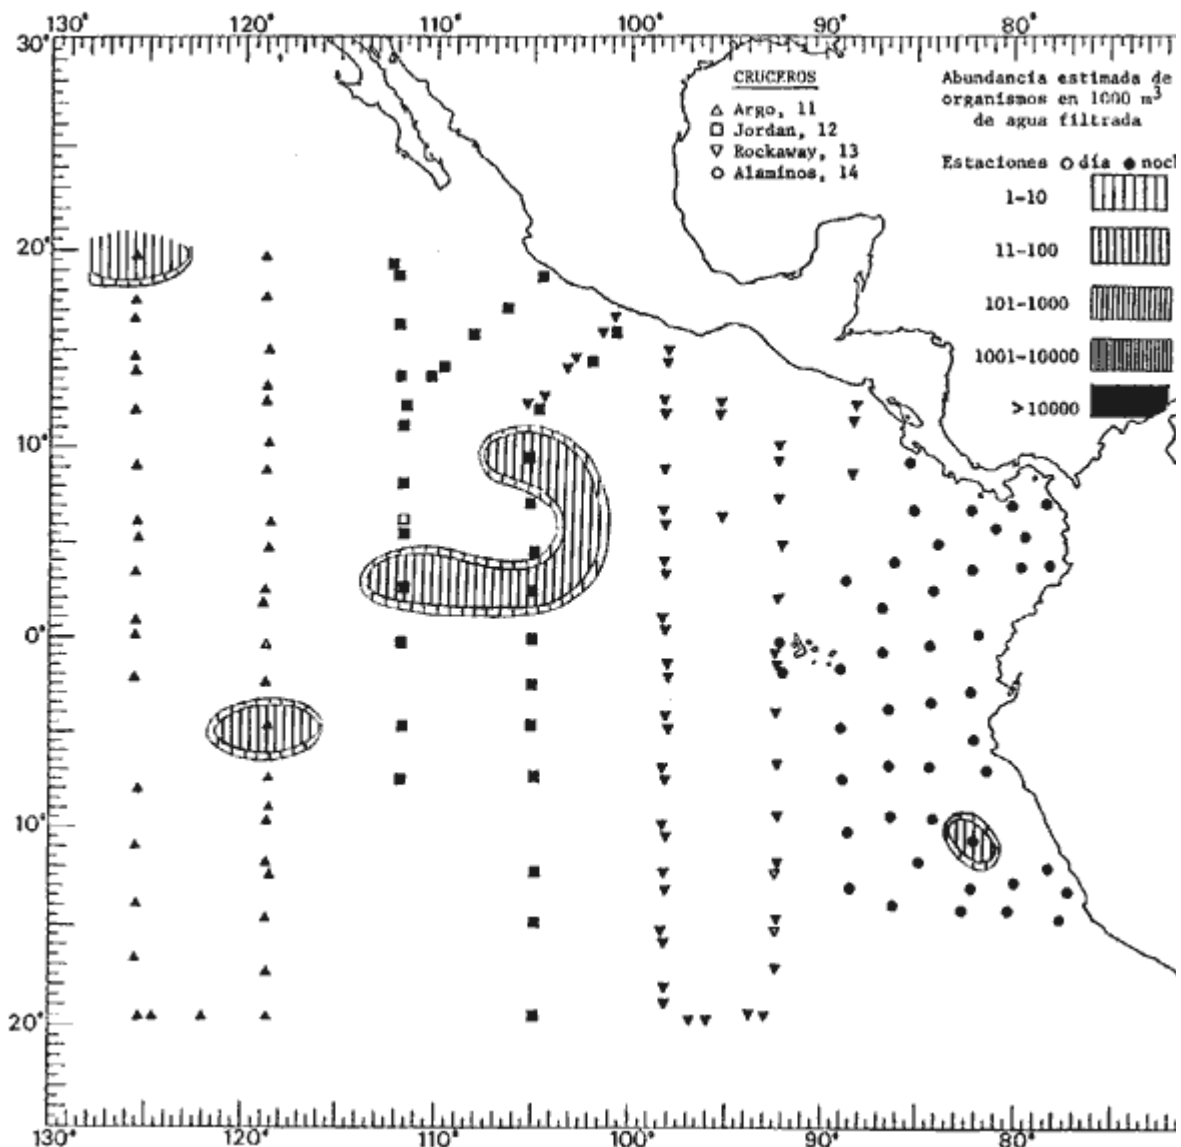 130° 120° 110° 100° 90° 80°
30°
20°
10°
0°
10°
20°
CRUCEROS
△ Argo, 11
□ Jordan, 12
▽ Rockaway, 13
○ Alaminos, 14
Abundancia estimada de
organismos en 1000 m³
de agua filtrada
Estaciones ○ día ● noc
1-10
11-100
101-1000
1001-10000
>10000
130° 120° 110° 100° 90° 80°